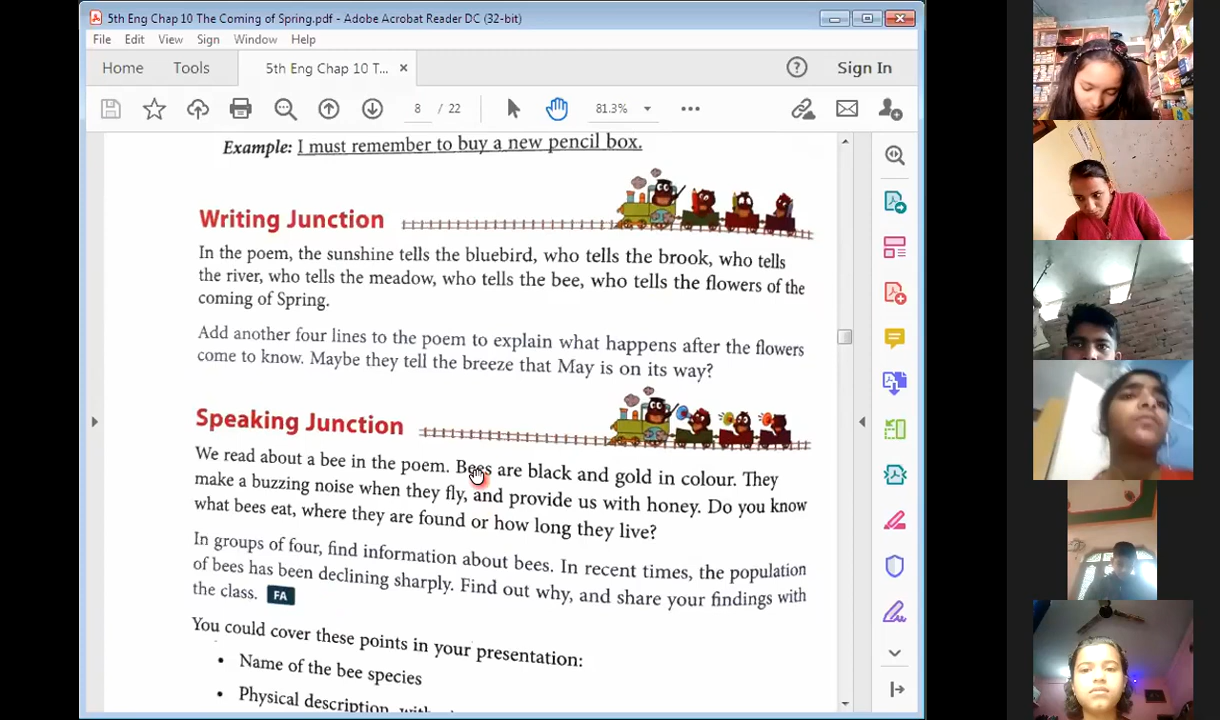 5th Eng Chap 10 The Coming of Spring.pdf - Adobe Acrobat Reader DC (32-bit)
File Edit View Sign Window Help
Home Tools 5th Eng Chap 10 T... × Sign In
8 / 22 81.3%
Example: I must remember to buy a new pencil box.
Writing Junction
In the poem, the sunshine tells the bluebird, who tells the brook, who tells
the river, who tells the meadow, who tells the bee, who tells the flowers of the
coming of Spring.
Add another four lines to the poem to explain what happens after the flowers
come to know. Maybe they tell the breeze that May is on its way?
Speaking Junction
We read about a bee in the poem. Bees are black and gold in colour. They
make a buzzing noise when they fly, and provide us with honey. Do you know
what bees eat, where they are found or how long they live?
In groups of four, find information about bees. In recent times, the population
of bees has been declining sharply. Find out why, and share your findings with
the class. FA
You could cover these points in your presentation:
• Name of the bee species
• Physical description,